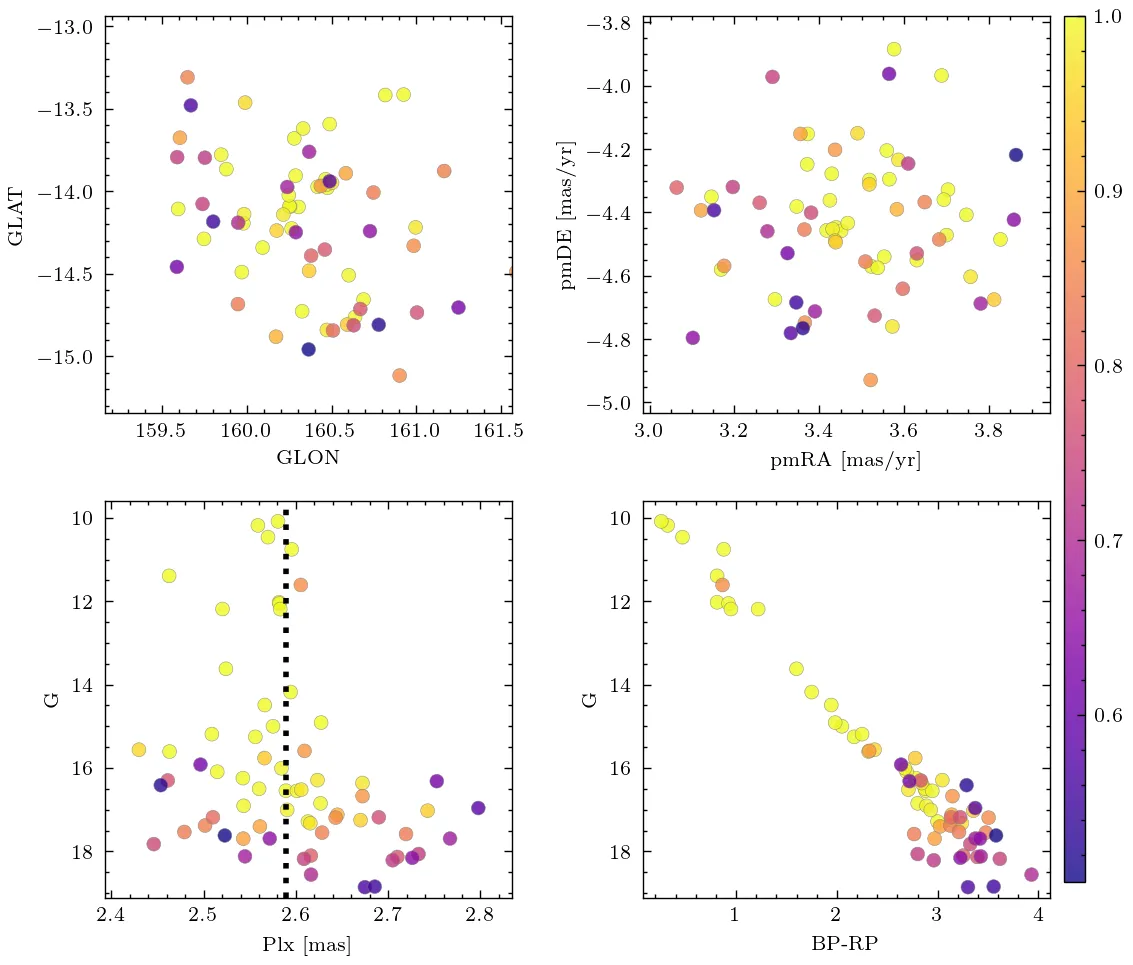 −13.0
−13.5
−14.0
−14.5
−15.0
GLAT
159.5 160.0 160.5 161.0 161.5
GLON
−3.8
−4.0
−4.2
−4.4
−4.6
−4.8
−5.0
pmDE [mas/yr]
3.0 3.2 3.4 3.6 3.8
pmRA [mas/yr]
1.0
0.9
0.8
0.7
0.6
10
12
14
16
18
G
2.4 2.5 2.6 2.7 2.8
Plx [mas]
10
12
14
16
18
G
1 2 3 4
BP-RP